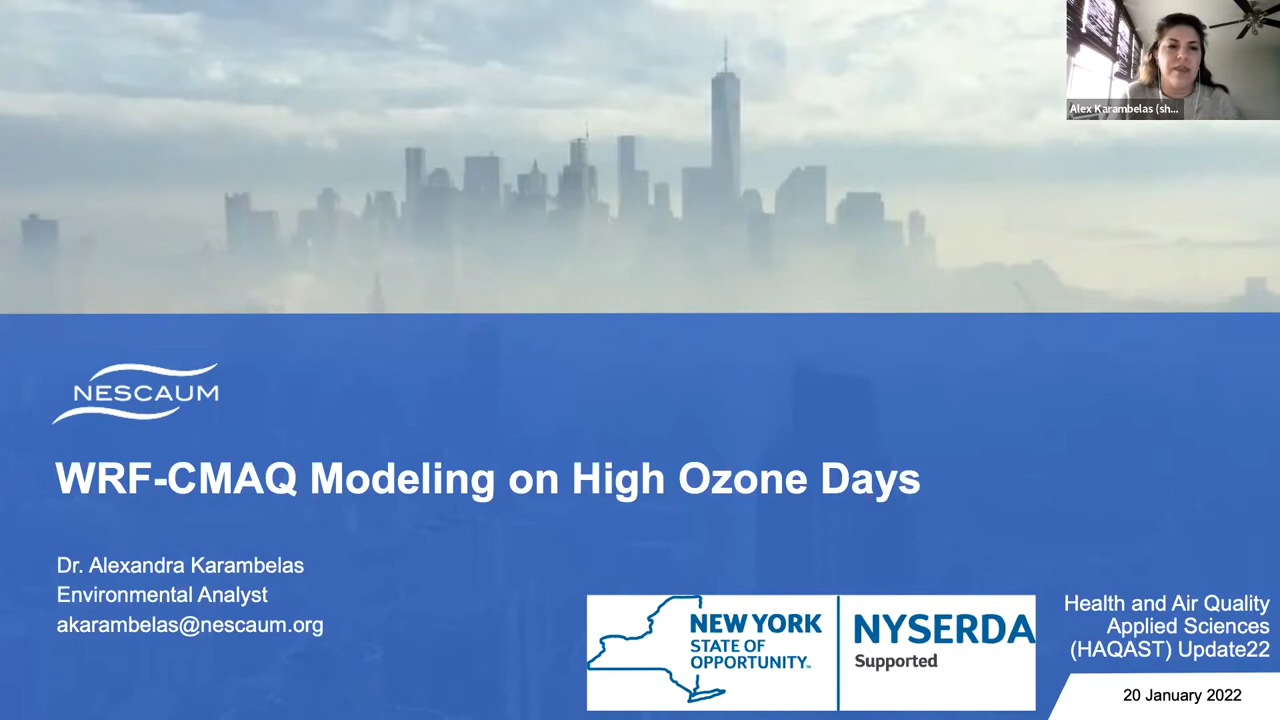 Alex Karambelas (sh...
NESCAUM
WRF-CMAQ Modeling on High Ozone Days
Dr. Alexandra Karambelas
Environmental Analyst
akarambelas@nescaum.org
NEW YORK
STATE OF
OPPORTUNITY™
NYSERDA
Supported
Health and Air Quality
Applied Sciences
(HAQAST) Update22
20 January 2022